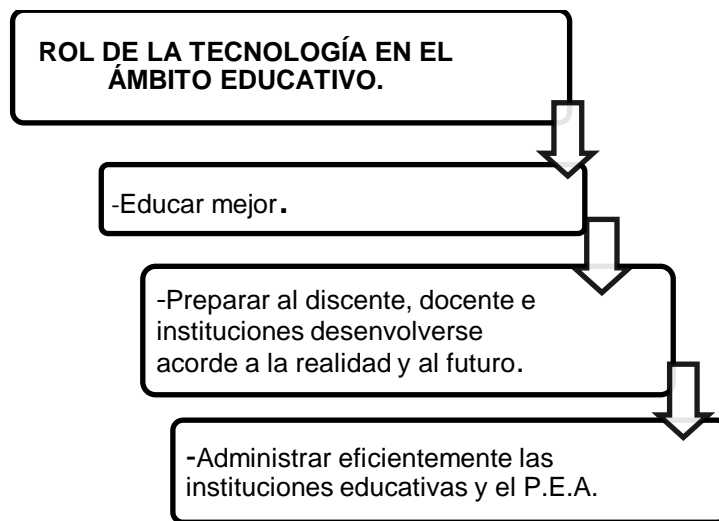 ROL DE LA TECNOLOGÍA EN EL
ÁMBITO EDUCATIVO.
-Educar mejor.
-Preparar al discente, docente e
instituciones desenvolverse
acorde a la realidad y al futuro.
-Administrar eficientemente las
instituciones educativas y el P.E.A.